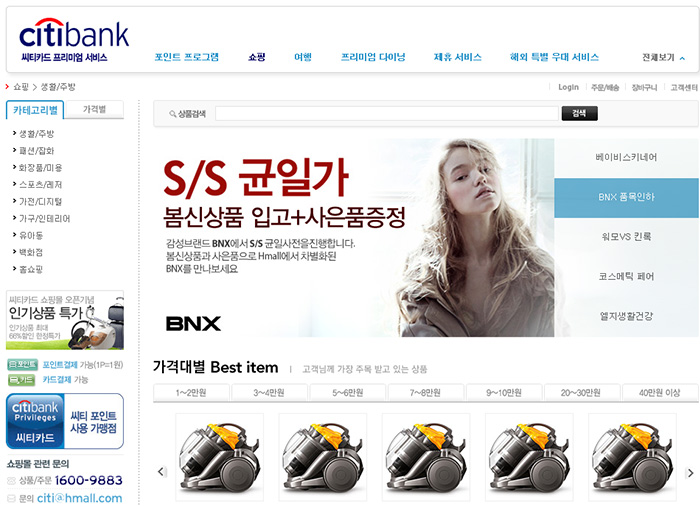 citibank
씨티카드 프리미엄 서비스
포인트 프로그램
쇼핑
여행
프리미엄 다이닝
제휴 서비스
해외 특별 우대 서비스
전체보기
쇼핑 > 생활/주방
Login | 주문/배송 | 장바구니 | 고객센터
카테고리별
가격별
생활/주방
패션/잡화
화장품/미용
스포츠/레저
가전/디지털
가구/인테리어
유아동
백화점
홈쇼핑
씨티카드 쇼핑몰 오픈기념
인기상품 특가
인기상품 최대
66%할인 한정특가
포인트 포인트결제 가능(1P=1원)
카드 카드결제 가능
citibank
Privileges
씨티카드
씨티 포인트
사용 가맹점
쇼핑몰 관련 문의
상품/주문 1600-9883
문의 citi@hmall.com
상품검색
검색
S/S 균일가
봄신상품 입고+사은품증정
감성브랜드 BNX에서 S/S 균일사전을진행합니다.
봄신상품과 사은품으로 Hmall에서 차별화된
BNX를 만나보세요
BNX
베이비스키네어
BNX 품목인하
워모VS 킨록
코스메틱 페어
엘지생활건강
가격대별 Best item | 고객님께 가장 주목 받고 있는 상품
1~2만원
3~4만원
5~6만원
7~8만원
9~10만원
20~30만원
40만원 이상